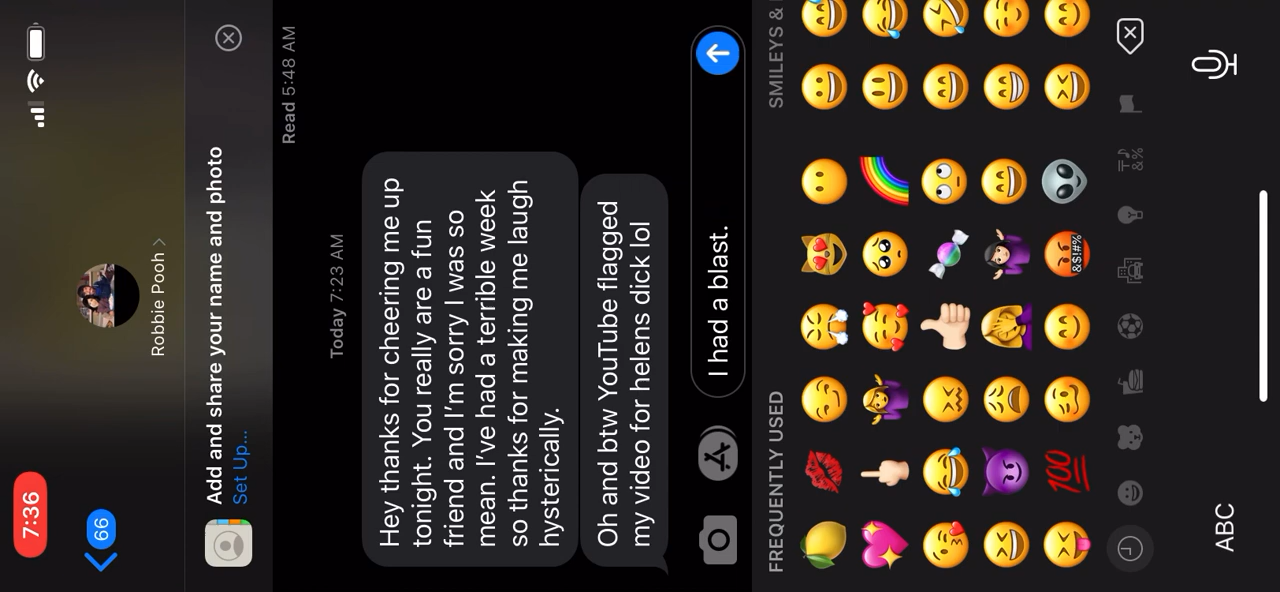 7:36
66
Robbie Pooh >
Add and share your name and photo
Set Up...
Read 5:48 AM
Today 7:23 AM
Hey thanks for cheering me up
tonight. You really are a fun
friend and I'm sorry I was so
mean. I've had a terrible week
so thanks for making me laugh
hysterically.
Oh and btw YouTube flagged
my video for helens dick lol
I had a blast.
FREQUENTLY USED
SMILEYS &
ABC